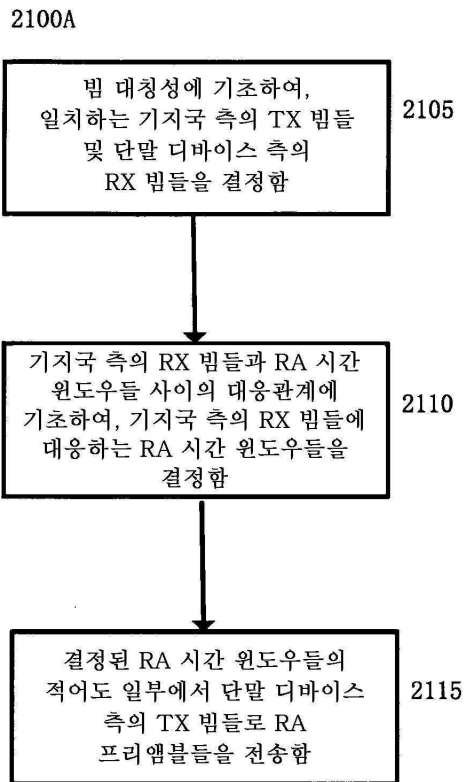 2100A
빔 대칭성에 기초하여,
일치하는 기지국 측의 TX 빔들
및 단말 디바이스 측의
RX 빔들을 결정함
2105
기지국 측의 RX 빔들과 RA 시간
윈도우들 사이의 대응관계에
기초하여, 기지국 측의 RX 빔들에
대응하는 RA 시간 윈도우들을
결정함
2110
결정된 RA 시간 윈도우들의
적어도 일부에서 단말 디바이스
측의 TX 빔들로 RA
프리앰블들을 전송함
2115